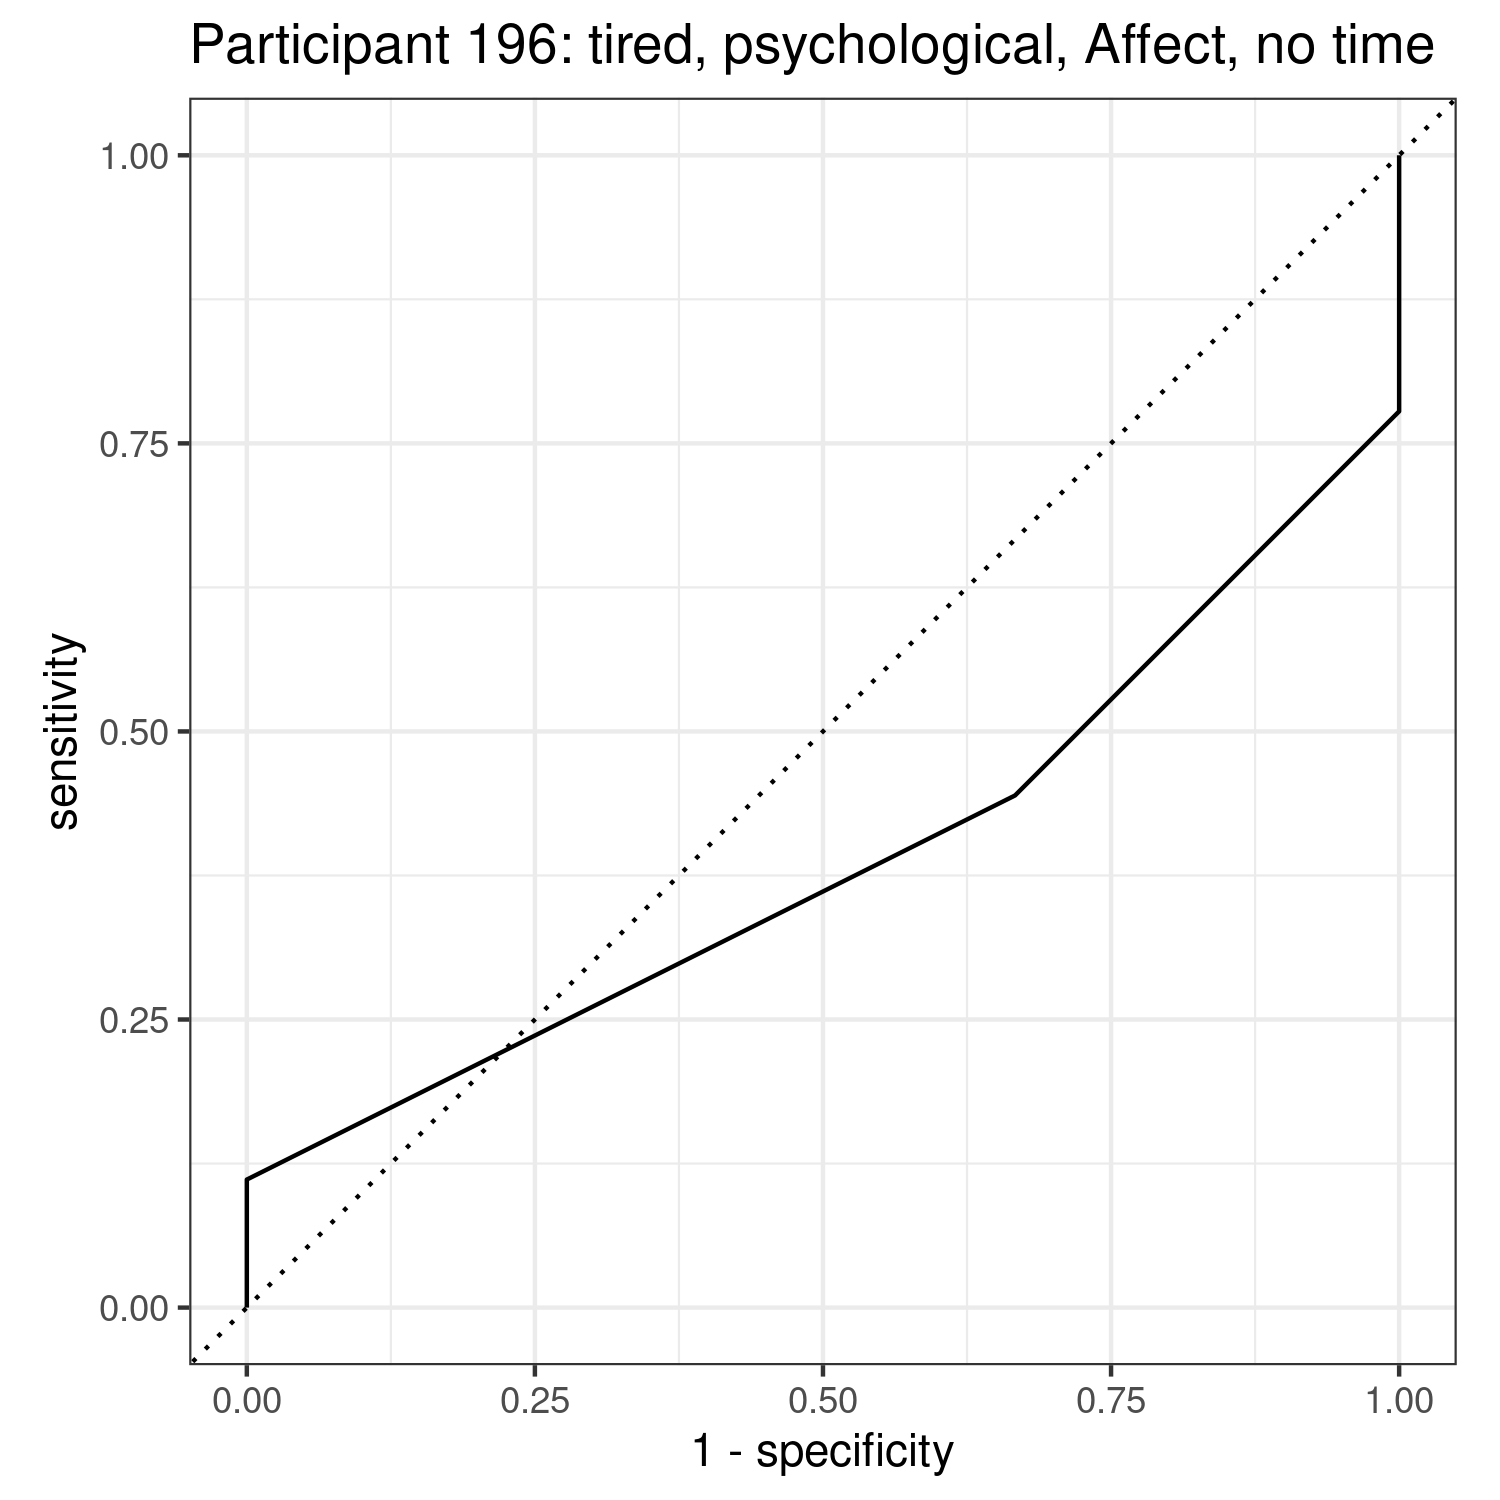 Participant 196: tired, psychological, Affect, no time
1.00
0.75
0.50
0.25
0.00
sensitivity
0.00 0.25 0.50 0.75 1.00
1 - specificity